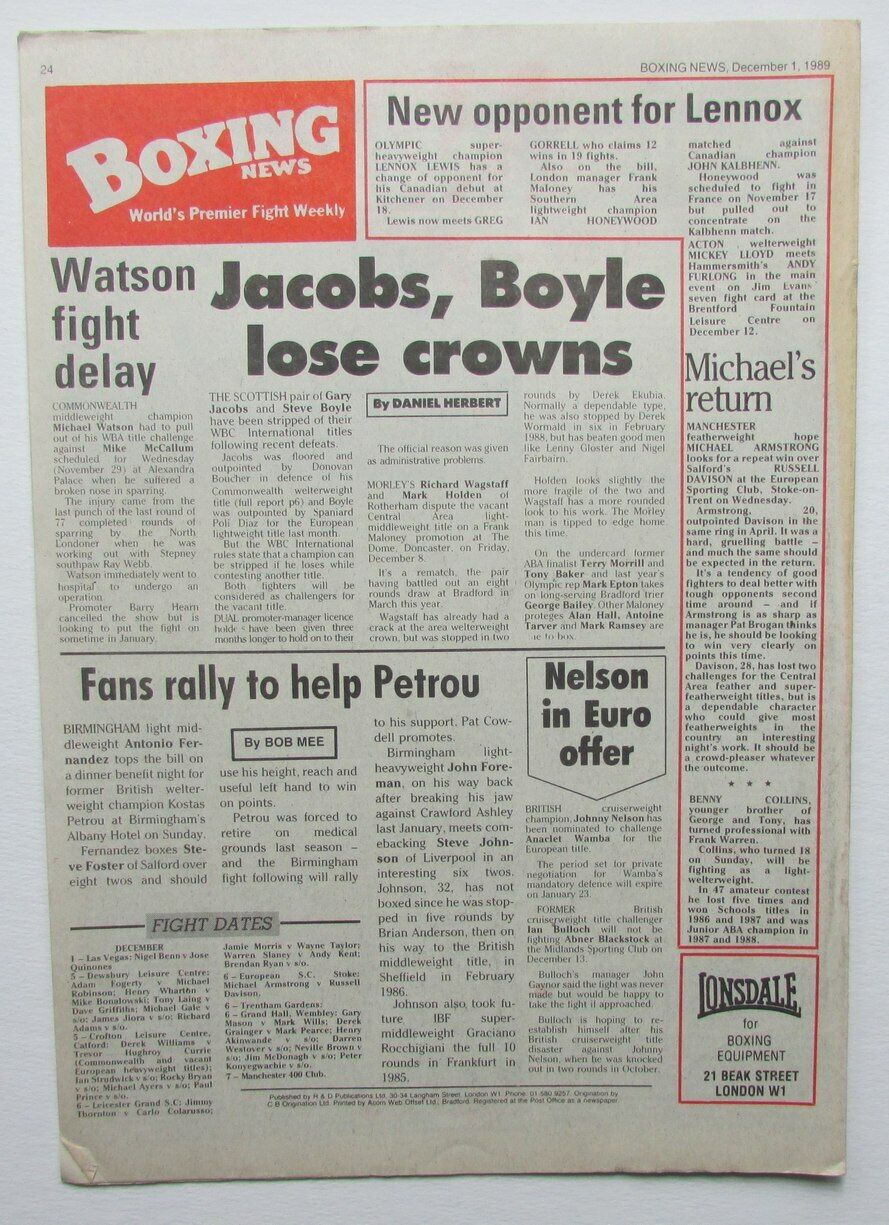 24
BOXING NEWS, December 1, 1989
BOXING
NEWS
World's Premier Fight Weekly
New opponent for Lennox
OLYMPIC super-
heavyweight champion
LENNOX LEWIS has a
change of opponent for
his Canadian debut at
Kitchener on December
18.
Lewis now meets GREG
GORRELL who claims 12
wins in 19 fights.
Also on the bill,
London manager Frank
Maloney has his
Southern Area
lightweight champion
IAN HONEYWOOD
matched against
Canadian champion
JOHN KALBHENN.
Honeywood was
scheduled to fight in
France on November 17
but pulled out to
concentrate on the
Kalbhenn match.
ACTON welterweight
MICKEY LLOYD meets
Hammersmith's ANDY
FURLONG in the main
event on Jim Evans'
seven fight card at the
Brentford Fountain
Leisure Centre on
December 12.
Watson
fight
delay
COMMONWEALTH
middleweight champion
Michael Watson had to pull
out of his WBA title challenge
against Mike McCallum
scheduled for Wednesday
(November 29) at Alexandra
Palace when he suffered a
broken nose in sparring.
The injury came from the
last punch of the last round of
77 completed rounds of
sparring by the North
Londoner when he was
working out with Stepney
southpaw Ray Webb.
Watson immediately went to
hospital to undergo an
operation.
Promoter Barry Hearn
cancelled the show but is
looking to put the fight on
sometime in January.
Jacobs, Boyle
lose crowns
THE SCOTTISH pair of Gary
Jacobs and Steve Boyle
have been stripped of their
WBC International titles
following recent defeats.
Jacobs was floored and
outpointed by Donovan
Boucher in defence of his
Commonwealth welterweight
title (full report p6) and Boyle
was outpointed by Spaniard
Poli Diaz for the European
lightweight title last month.
But the WBC International
rules state that a champion can
be stripped if he loses while
contesting another title.
Both fighters will be
considered as challengers for
the vacant title.
DUAL promoter-manager licence
holders have been given three
months longer to hold on to their
By DANIEL HERBERT
The official reason was given
as administrative problems.
MORLEY'S Richard Wagstaff
and Mark Holden of
Rotherham dispute the vacant
Central Area light-
middleweight title on a Frank
Maloney promotion at The
Dome, Doncaster, on Friday,
December 8.
It's a rematch, the pair
having battled out an eight
rounds draw at Bradford in
March this year.
Wagstaff has already had a
crack at the area welterweight
crown, but was stopped in two
rounds by Derek Ekubia.
Normally a dependable type,
he was also stopped by Derek
Wormald in six in February
1988, but has beaten good men
like Lenny Gloster and Nigel
Fairbairn.
Holden looks slightly the
more fragile of the two and
Wagstaff has a more rounded
look to his work. The Morley
man is tipped to edge home
this time.
On the undercard former
ABA finalist Terry Morrill and
Tony Baker and last year's
Olympic rep Mark Epton takes
on long-serving Bradford trier
George Bailey. Other Maloney
proteges Alan Hall, Antoine
Tarver and Mark Ramsey are
to box.
Michael's
return
MANCHESTER
featherweight hope
MICHAEL ARMSTRONG
looks for a repeat win over
Salford's RUSSELL
DAVISON at the European
Sporting Club, Stoke-on-
Trent on Wednesday.
Armstrong, 20,
outpointed Davison in the
same ring in April. It was a
hard, gruelling battle –
and much the same should
be expected in the return.
It's a tendency of good
fighters to deal better with
tough opponents second
time around – and if
Armstrong is as sharp as
manager Pat Brogan thinks
he is, he should be looking
to win very clearly on
points this time.
Davison, 28, has lost two
challenges for the Central
Area feather and super-
featherweight titles, but is
a dependable character
who could give most
featherweights in the
country an interesting
night's work. It should be
a crowd-pleaser whatever
the outcome.
BENNY COLLINS,
younger brother of
George and Tony, has
turned professional with
Frank Warren.
Collins, who turned 18
on Sunday, will be
fighting as a light-
welterweight.
In 47 amateur contest
he lost five times and
won Schools titles in
1986 and 1987 and was
Junior ABA champion in
1987 and 1988.
Fans rally to help Petrou
BIRMINGHAM light mid-
dleweight Antonio Fer-
nandez tops the bill on
a dinner benefit night for
former British welter-
weight champion Kostas
Petrou at Birmingham's
Albany Hotel on Sunday.
Fernandez boxes Ste-
ve Foster of Salford over
eight twos and should
By BOB MEE
use his height, reach and
useful left hand to win
on points.
Petrou was forced to
retire on medical
grounds last season –
and the Birmingham
fight following will rally
to his support. Pat Cow-
dell promotes.
Birmingham light-
heavyweight John Fore-
man, on his way back
after breaking his jaw
against Crawford Ashley
last January, meets com-
ebacking Steve John-
son of Liverpool in an
interesting six twos.
Johnson, 32, has not
boxed since he was stop-
ped in five rounds by
Brian Anderson, then on
his way to the British
middleweight title, in
Sheffield in February
1986.
Johnson also took fu-
ture IBF super-
middleweight Graciano
Rocchigiani the full 10
rounds in Frankfurt in
1985.
Nelson
in Euro
offer
BRITISH cruiserweight
champion, Johnny Nelson has
been nominated to challenge
Anaclet Wamba for the
European title.
The period set for private
negotiation for Wamba's
mandatory defence will expire
on January 23.
FORMER British
cruiserweight title challenger
Ian Bulloch will not be
fighting Abner Blackstock at
the Midlands Sporting Club on
December 13.
Bulloch's manager John
Gaynor said the fight was never
made but would be happy to
take the fight if approached.
Bulloch is hoping to re-
establish himself after his
British cruiserweight title
disaster against Johnny
Nelson, when he was knocked
out in two rounds in October.
FIGHT DATES
DECEMBER
1 – Las Vegas: Nigel Benn v Jose
Quinones
5 – Dewsbury Leisure Centre:
Adam Fogerty v Michael
Robinson; Henry Wharton v
Mike Bonalowski; Tony Laing v
Dave Griffiths; Michael Gale v
s/o; James Jiora v s/o; Richard
Adams v s/o.
5 – Crofton Leisure Centre,
Catford: Derek Williams v
Trevor Hughroy Currie
(Commonwealth and vacant
European heavyweight titles);
Ian Strudwick v s/o; Rocky Bryan
v s/o; Michael Ayers v s/o; Paul
Prince v s/o.
6 – Leicester Grand S.C: Jimmy
Thornton v Carlo Colarusso;
Jamie Morris v Wayne Taylor;
Warren Slaney v Andy Kent;
Brendan Ryan v s/o.
6 – European S.C. Stoke:
Michael Armstrong v Russell
Davison.
6 – Trentham Gardens:
6 – Grand Hall, Wembley: Gary
Mason v Mark Wills; Derek
Grainger v Mark Pearce; Henry
Akinwande v s/o; Darren
Westover v s/o; Neville Brown v
s/o; Jim McDonagh v s/o; Peter
Konyegwachie v s/o;
7 – Manchester 400 Club.
LONSDALE
for
BOXING
EQUIPMENT
21 BEAK STREET
LONDON W1
Published by R & D Publications Ltd, 30-34 Langham Street, London W1. Phone: 01 580 9257. Origination by
C B Origination Ltd. Printed by Acorn Web Offset Ltd., Bradford. Registered at the Post Office as a newspaper.